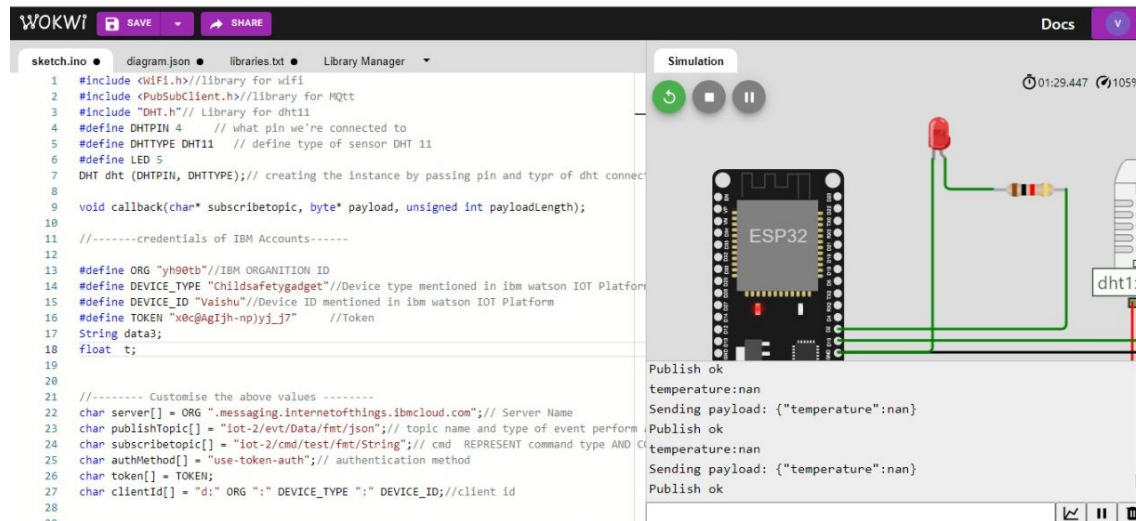 WOKWi SAVE SHARE Docs V
sketch.ino diagram.json libraries.txt Library Manager
Simulation
01:29.447 105%
1 #include <WiFi.h>//library for wifi
2 #include <PubSubClient.h>//library for MQtt
3 #include "DHT.h"// Library for dht11
4 #define DHTPIN 4 // what pin we're connected to
5 #define DHTTYPE DHT11 // define type of sensor DHT 11
6 #define LED 5
7 DHT dht (DHTPIN, DHTTYPE);// creating the instance by passing pin and typr of dht connec
8
9 void callback(char* subscribetopic, byte* payload, unsigned int payloadLength);
10
11 //-------credentials of IBM Accounts------
12
13 #define ORG "yh90tb"//IBM ORGANITION ID
14 #define DEVICE_TYPE "Childsafetygadget"//Device type mentioned in ibm watson IOT Platfor
15 #define DEVICE_ID "Vaishu"//Device ID mentioned in ibm watson IOT Platform
16 #define TOKEN "x0c@AgIjh-np)yj_j7" //Token
17 String data3;
18 float t;
19
20
21 //-------- Customise the above values --------
22 char server[] = ORG ".messaging.internetofthings.ibmcloud.com";// Server Name
23 char publishTopic[] = "iot-2/evt/Data/fmt/json";// topic name and type of event perform
24 char subscribetopic[] = "iot-2/cmd/test/fmt/String";// cmd REPRESENT command type AND C
25 char authMethod[] = "use-token-auth";// authentication method
26 char token[] = TOKEN;
27 char clientId[] = "d:" ORG ":" DEVICE_TYPE ":" DEVICE_ID;//client id
28
ESP32
dht1:
Publish ok
temperature:nan
Sending payload: {"temperature":nan}
Publish ok
temperature:nan
Sending payload: {"temperature":nan}
Publish ok